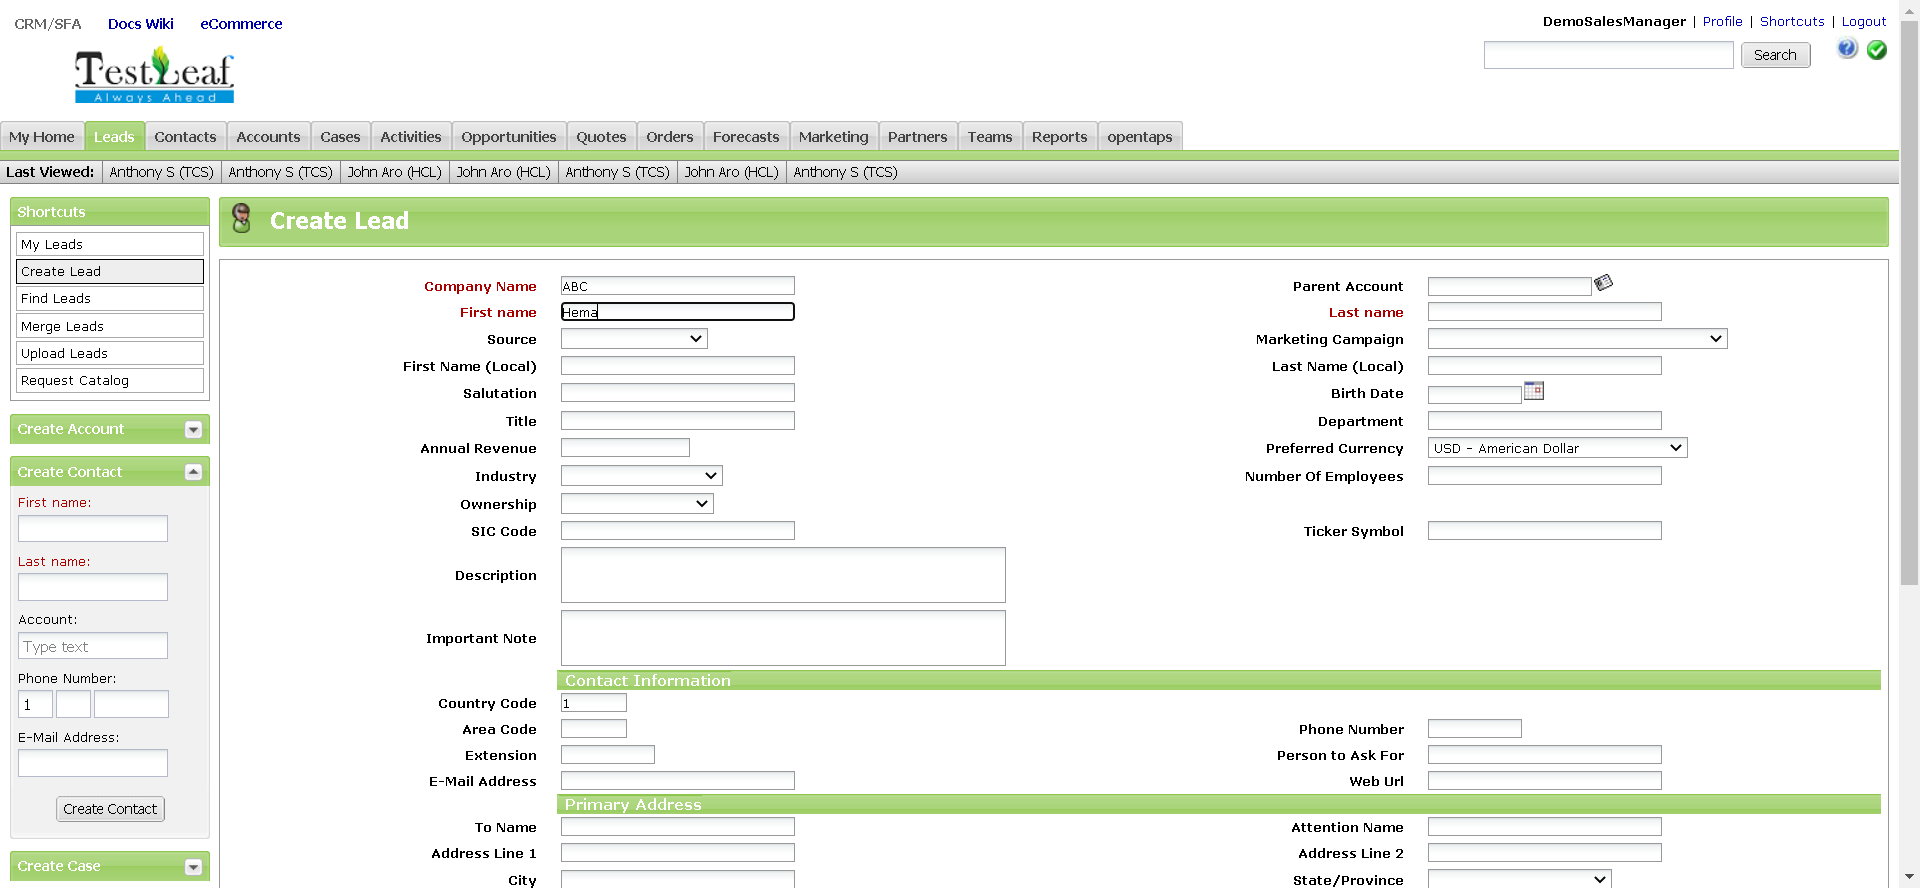 CRM/SFA Docs Wiki eCommerce
DemoSalesManager | Profile | Shortcuts | Logout
TestLeaf
Always Ahead
Search
My Home Leads Contacts Accounts Cases Activities Opportunities Quotes Orders Forecasts Marketing Partners Teams Reports opentaps
Last Viewed: Anthony S (TCS) Anthony S (TCS) John Aro (HCL) John Aro (HCL) Anthony S (TCS) John Aro (HCL) Anthony S (TCS)
Shortcuts
My Leads
Create Lead
Find Leads
Merge Leads
Upload Leads
Request Catalog
Create Account
Create Contact
First name:
Last name:
Account:
Type text
Phone Number:
1
E-Mail Address:
Create Contact
Create Case
Create Lead
Company Name ABC Parent Account
First name Hema Last name
Source Marketing Campaign
First Name (Local) Last Name (Local)
Salutation Birth Date
Title Department
Annual Revenue Preferred Currency USD - American Dollar
Industry Number Of Employees
Ownership
SIC Code Ticker Symbol
Description
Important Note
Contact Information
Country Code 1
Area Code Phone Number
Extension Person to Ask For
E-Mail Address Web Url
Primary Address
To Name Attention Name
Address Line 1 Address Line 2
City State/Province